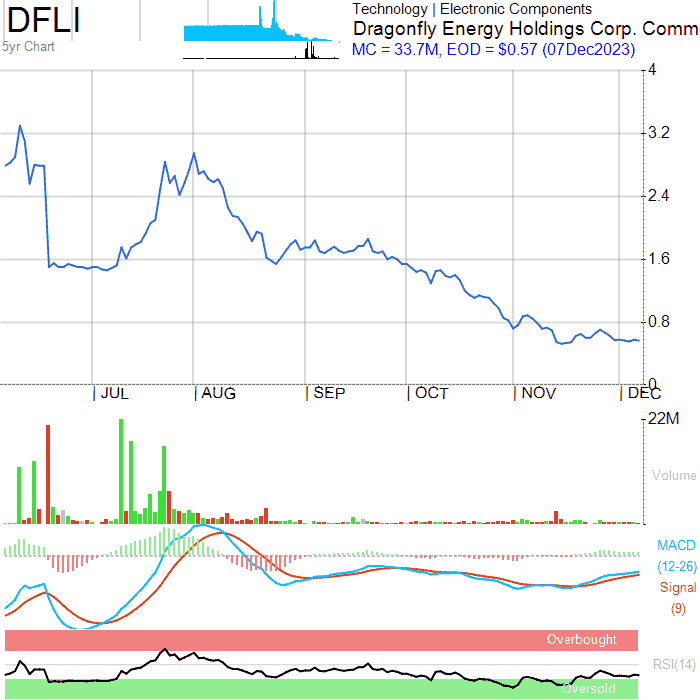 DFLI
5yr Chart
Technology | Electronic Components
Dragonfly Energy Holdings Corp. Comm
MC = 33.7M, EOD = $0.57 (07Dec2023)
4
3.2
2.4
1.6
0.8
0
JUL AUG SEP OCT NOV DEC
22M
Volume
MACD
(12-26)
Signal
(9)
Overbought
RSI(14)
Oversold